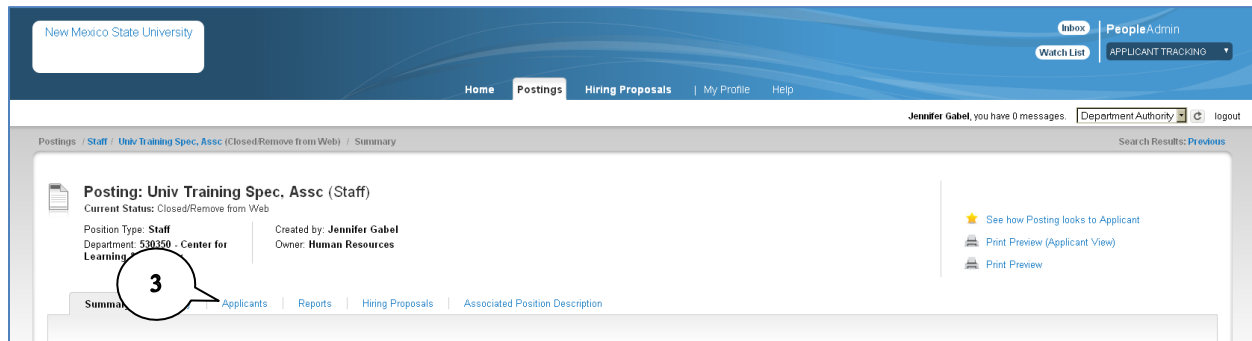 New Mexico State University
Inbox
PeopleAdmin
Watch List
APPLICANT TRACKING
Home Postings Hiring Proposals | My Profile Help
Jennifer Gabel, you have 0 messages. Department Authority logout
Postings / Staff / Univ Training Spec, Assc (Closed/Remove from Web) / Summary Search Results: Previous
Posting: Univ Training Spec, Assc (Staff)
Current Status: Closed/Remove from Web
Position Type: Staff
Department: 530350 - Center for
Learning
Created by: Jennifer Gabel
Owner: Human Resources
See how Posting looks to Applicant
Print Preview (Applicant View)
Print Preview
3
Summary Applicants Reports Hiring Proposals Associated Position Description